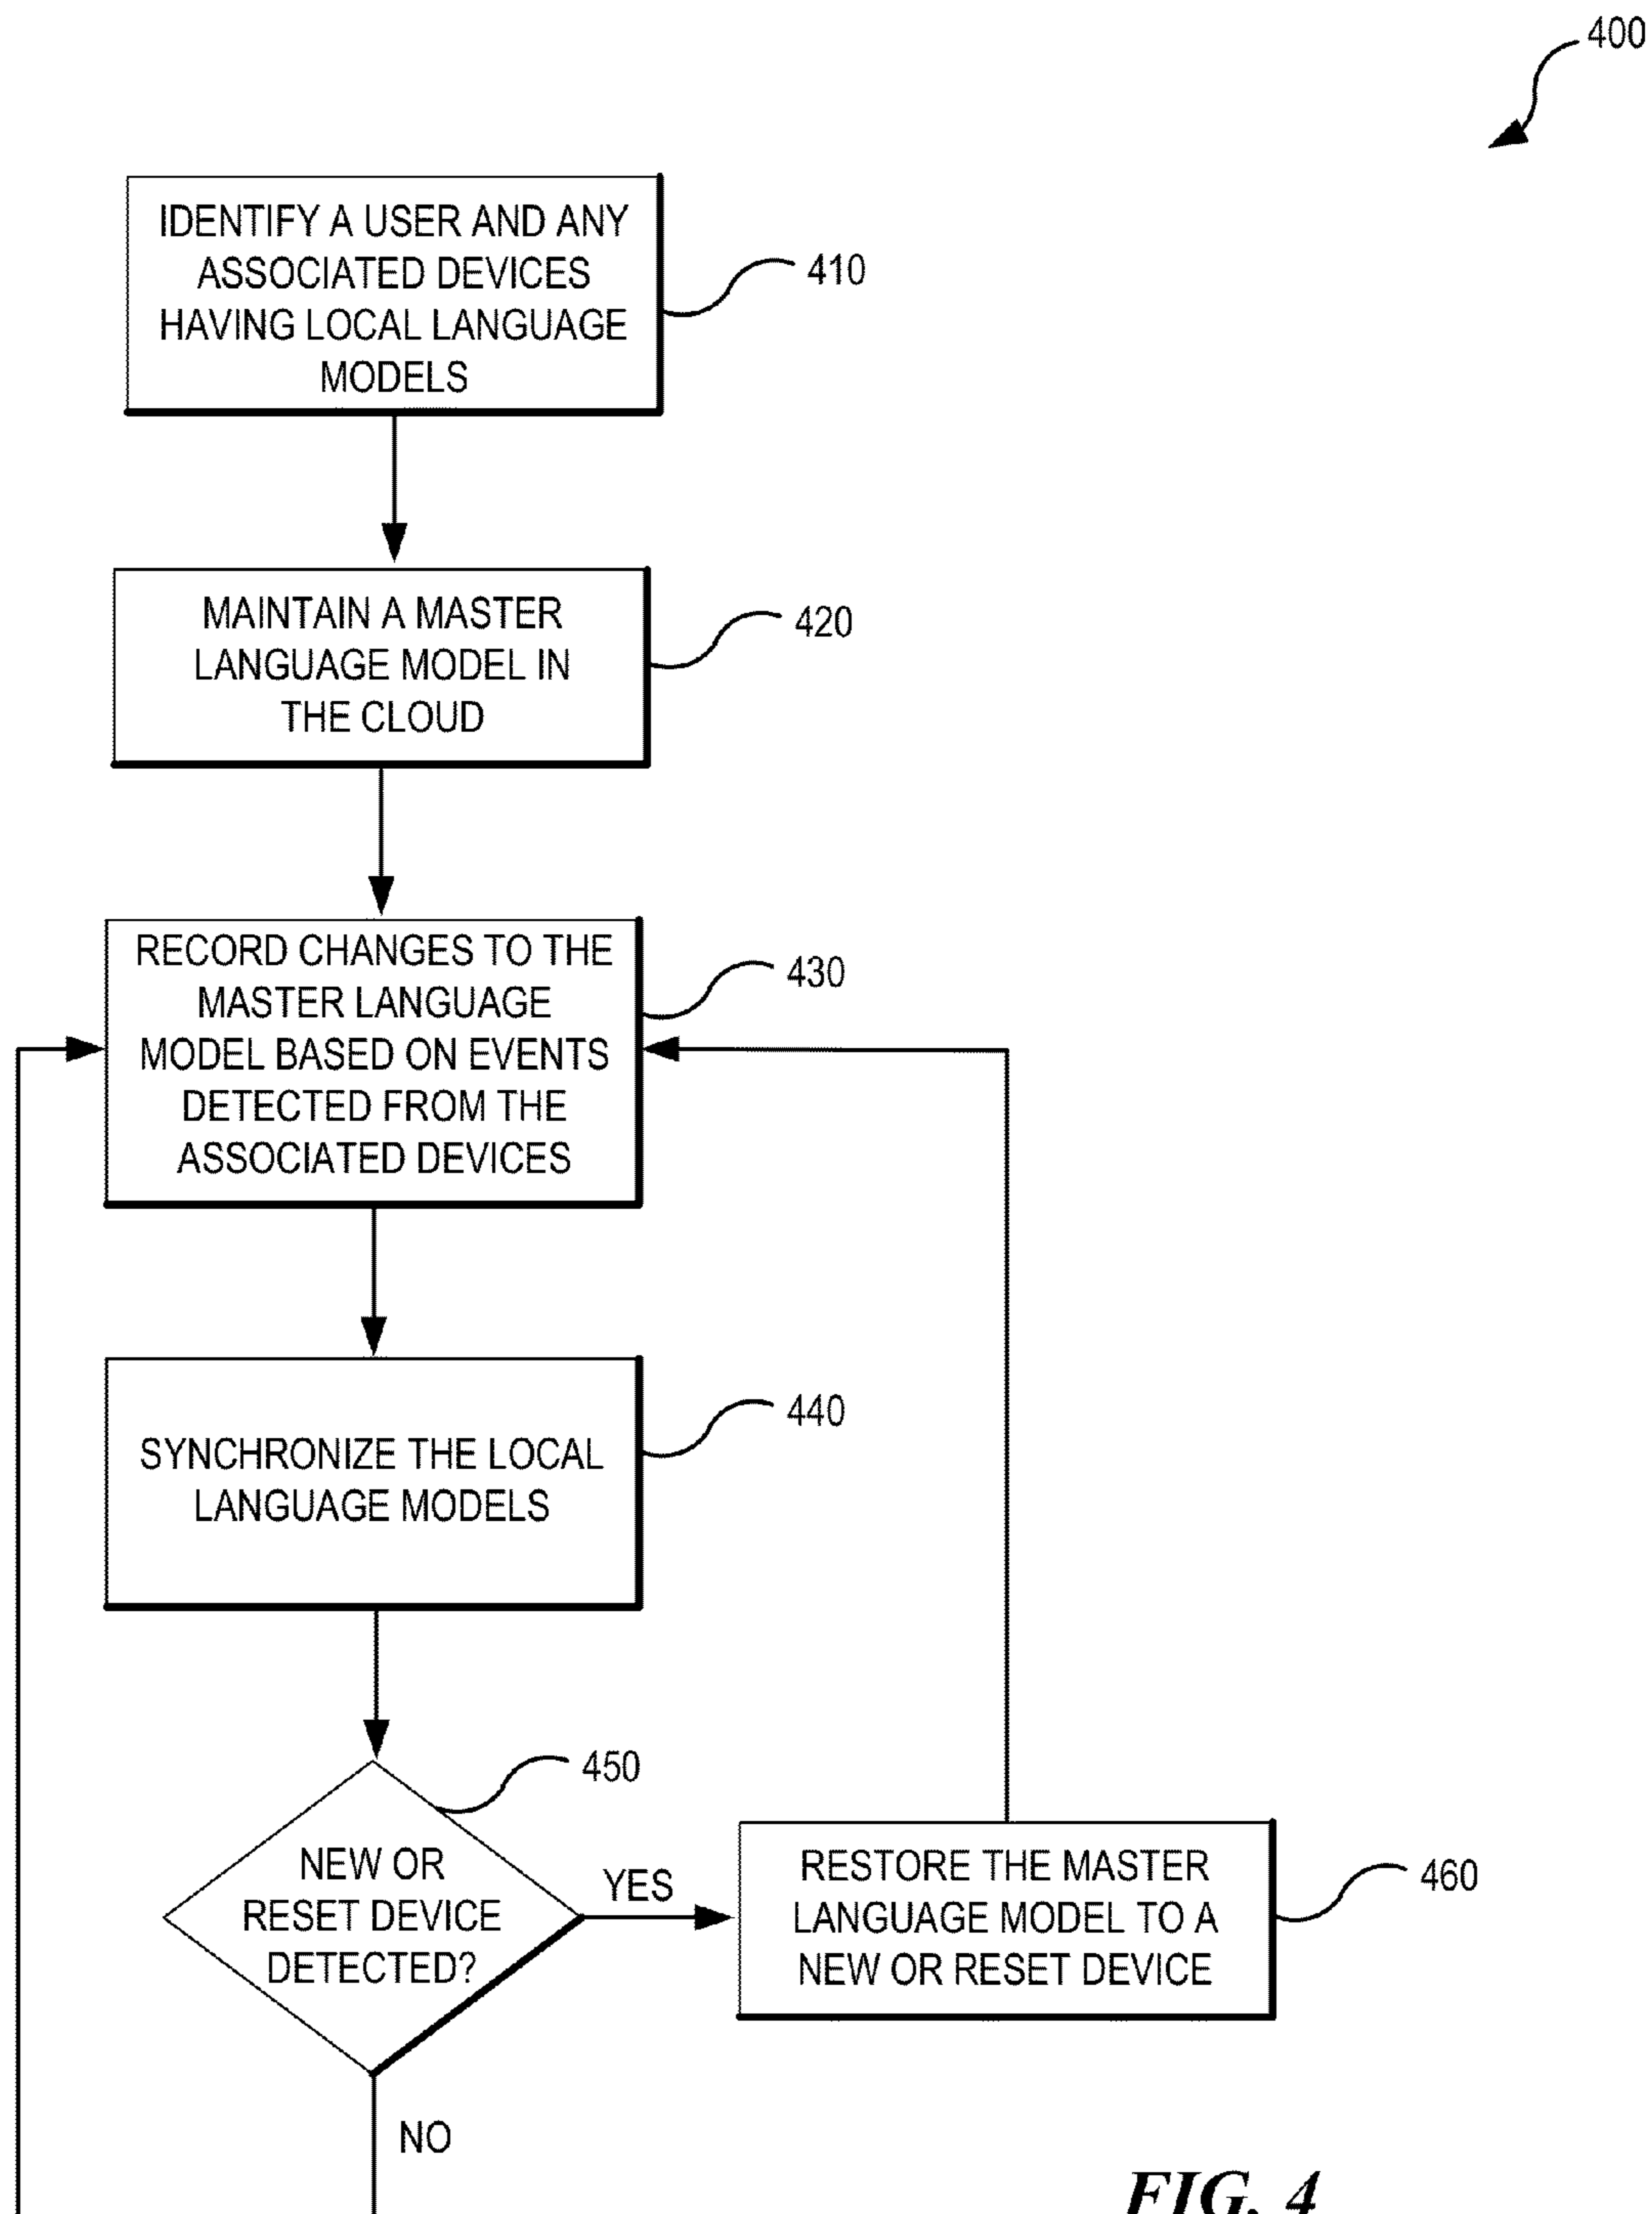 400
IDENTIFY A USER AND ANY
ASSOCIATED DEVICES
HAVING LOCAL LANGUAGE
MODELS
410
MAINTAIN A MASTER
LANGUAGE MODEL IN
THE CLOUD
420
RECORD CHANGES TO THE
MASTER LANGUAGE
MODEL BASED ON EVENTS
DETECTED FROM THE
ASSOCIATED DEVICES
430
SYNCHRONIZE THE LOCAL
LANGUAGE MODELS
440
NEW OR
RESET DEVICE
DETECTED?
450
YES
RESTORE THE MASTER
LANGUAGE MODEL TO A
NEW OR RESET DEVICE
460
NO
FIG. 4